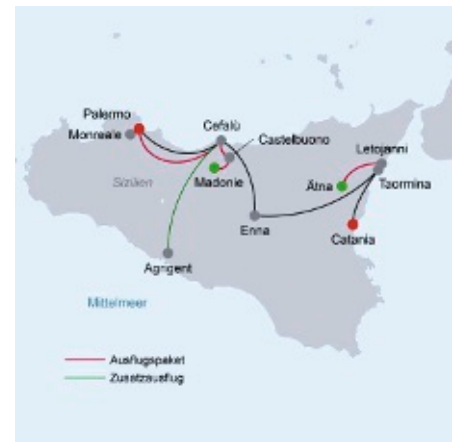 Palermo
Monreale
Cefalù
Castelbuono
Letojanni
Sizilien
Madonie
Ätna
Taormina
Enna
Catania
Agrigent
Mittelmeer
Ausflugspaket
Zusatzausflug